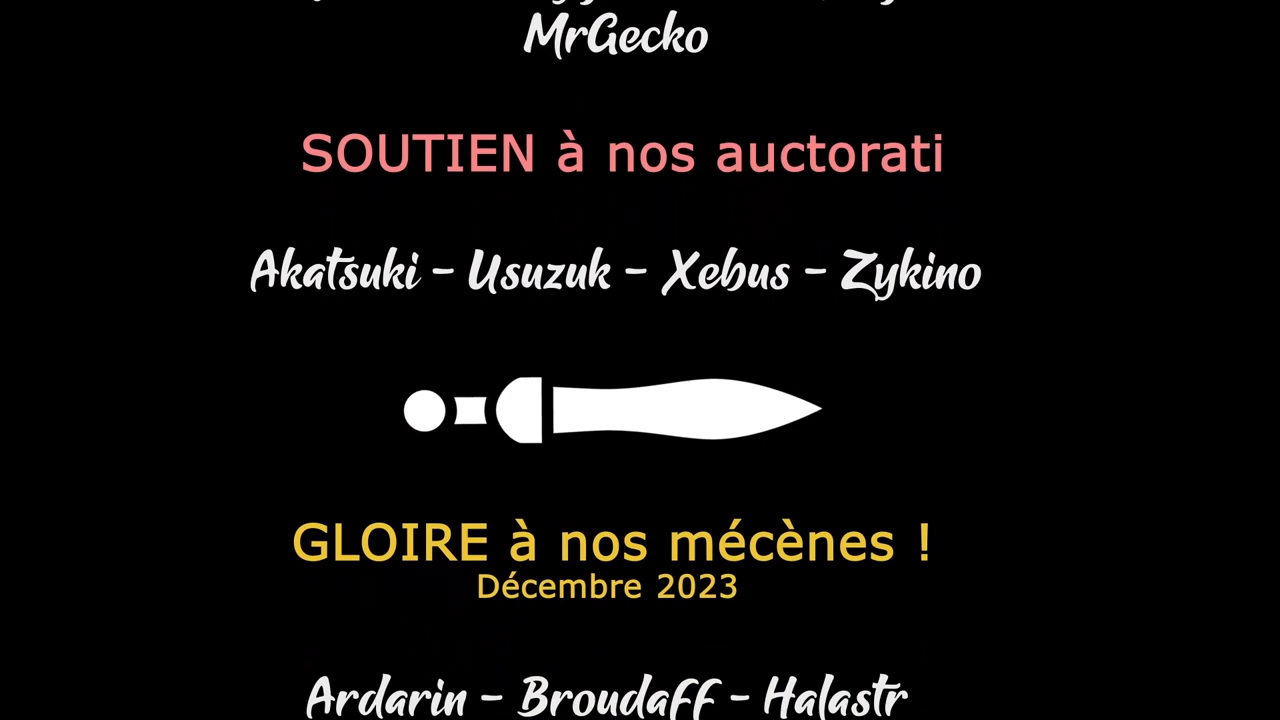 MrGecko
SOUTIEN à nos auctorati
Akatsuki - Usuzuk - Xebus - Zykino
GLOIRE à nos mécènes !
Décembre 2023
Ardarin - Broudaff - Halastr